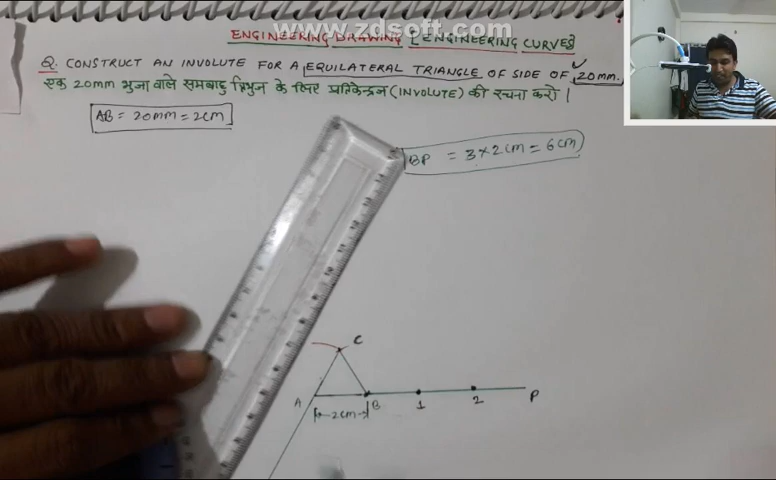 www.zdsoft.com
ENGINEERING DRAWING [ENGINEERING CURVES]
Q. CONSTRUCT AN INVOLUTE FOR A EQUILATERAL TRIANGLE OF SIDE OF 20mm.
एक 20mm भुजा वाले समबाहु त्रिभुज के लिए प्रतिकेन्द्रज (INVOLUTE) की रचना करो |
AB = 20mm = 2cm
BP = 3 × 2cm = 6cm
C
A
B
1
2
P
2cm